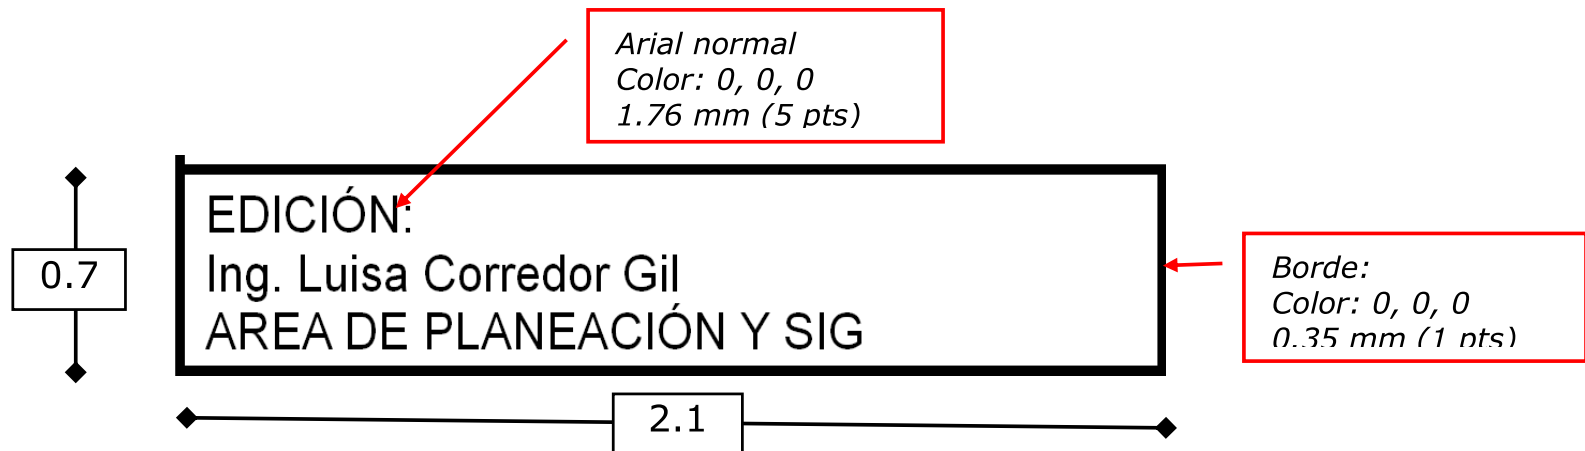 Arial normal
Color: 0, 0, 0
1.76 mm (5 pts)
EDICIÓN:
Ing. Luisa Corredor Gil
AREA DE PLANEACIÓN Y SIG
0.7
Borde:
Color: 0, 0, 0
0.35 mm (1 pts)
2.1